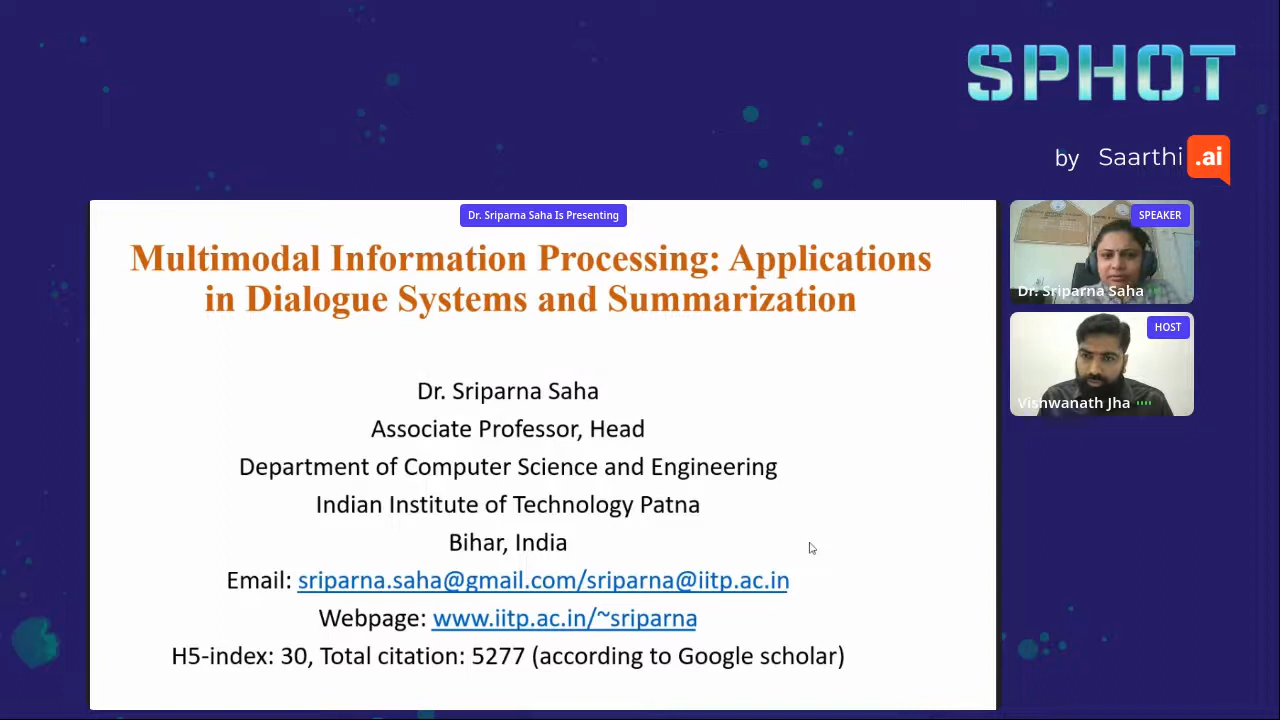 SPHOT
by Saarthi .ai
Dr. Sriparna Saha Is Presenting
Multimodal Information Processing: Applications
in Dialogue Systems and Summarization
Dr. Sriparna Saha
Associate Professor, Head
Department of Computer Science and Engineering
Indian Institute of Technology Patna
Bihar, India
Email: sriparna.saha@gmail.com/sriparna@iitp.ac.in
Webpage: www.iitp.ac.in/~sriparna
H5-index: 30, Total citation: 5277 (according to Google scholar)
SPEAKER
Dr. Sriparna Saha
HOST
Vishwanath Jha